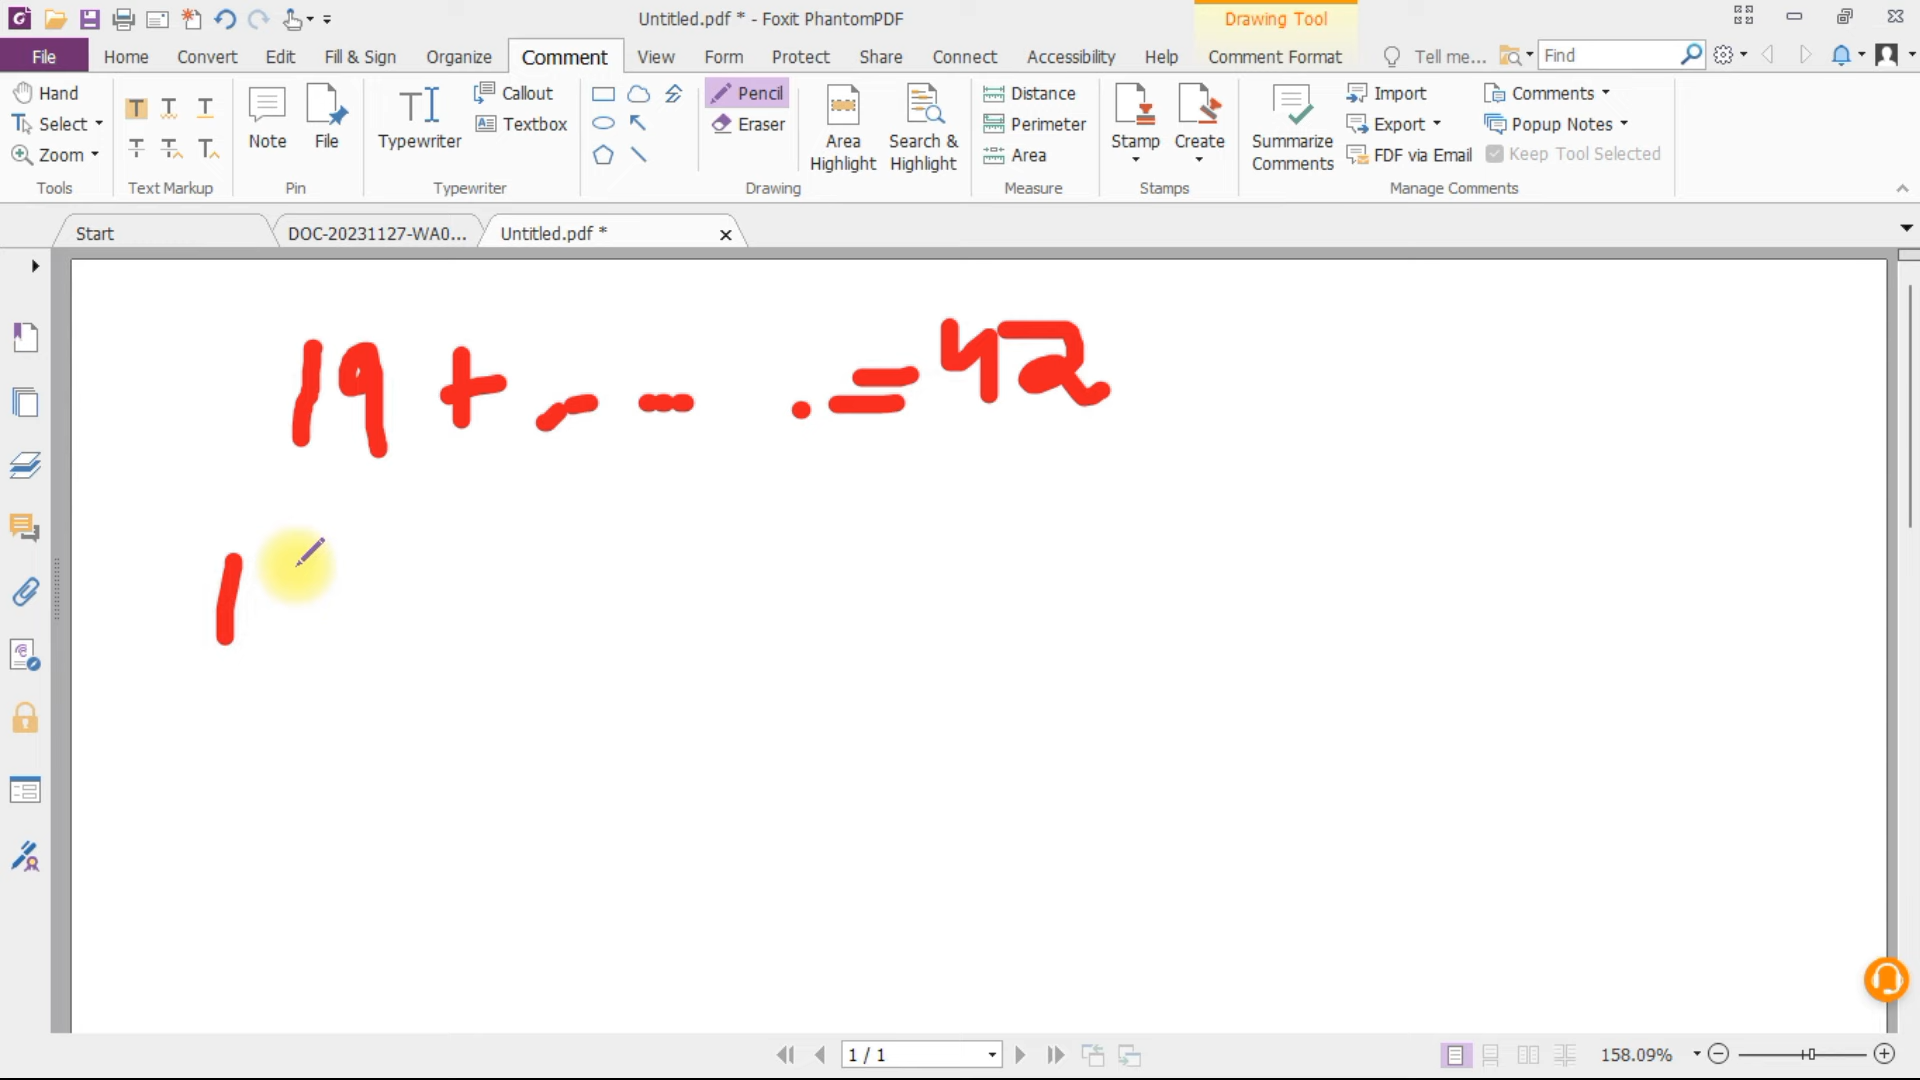 Untitled.pdf * - Foxit PhantomPDF
Drawing Tool
File Home Convert Edit Fill & Sign Organize Comment View Form Protect Share Connect Accessibility Help Comment Format Tell me... Find
Hand
Select
Zoom
Tools
Text Markup
Note
File
Pin
Typewriter
Callout
Textbox
Typewriter
Pencil
Eraser
Area Highlight
Search & Highlight
Drawing
Distance
Perimeter
Area
Measure
Stamp
Create
Stamps
Summarize Comments
Import
Export
FDF via Email
Comments
Popup Notes
Keep Tool Selected
Manage Comments
Start DOC-20231127-WA0... Untitled.pdf *
19 + - -- . = 42
1
1 / 1
158.09%